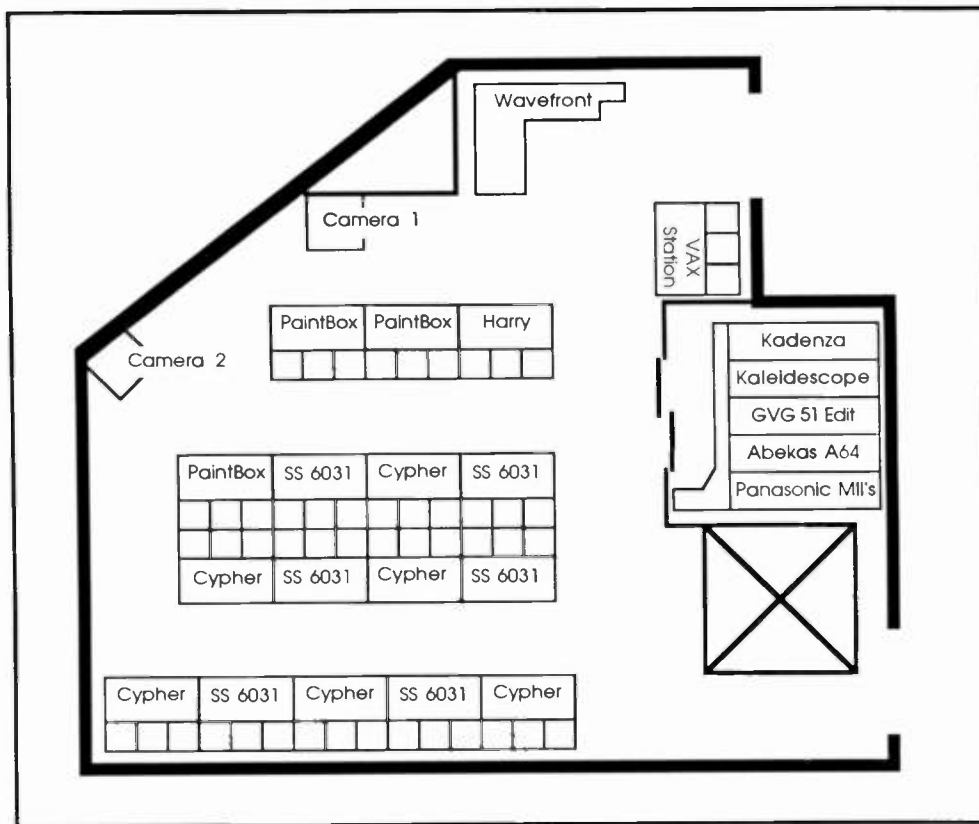 Wavefront
Camera 1
VAX
Station
PaintBox PaintBox Harry
Camera 2
Kadenza
Kaleidescope
GVG 51 Edit
Abekas A64
Panasonic MII's
PaintBox SS 6031 Cypher SS 6031
Cypher SS 6031 Cypher SS 6031
Cypher SS 6031 Cypher SS 6031 Cypher